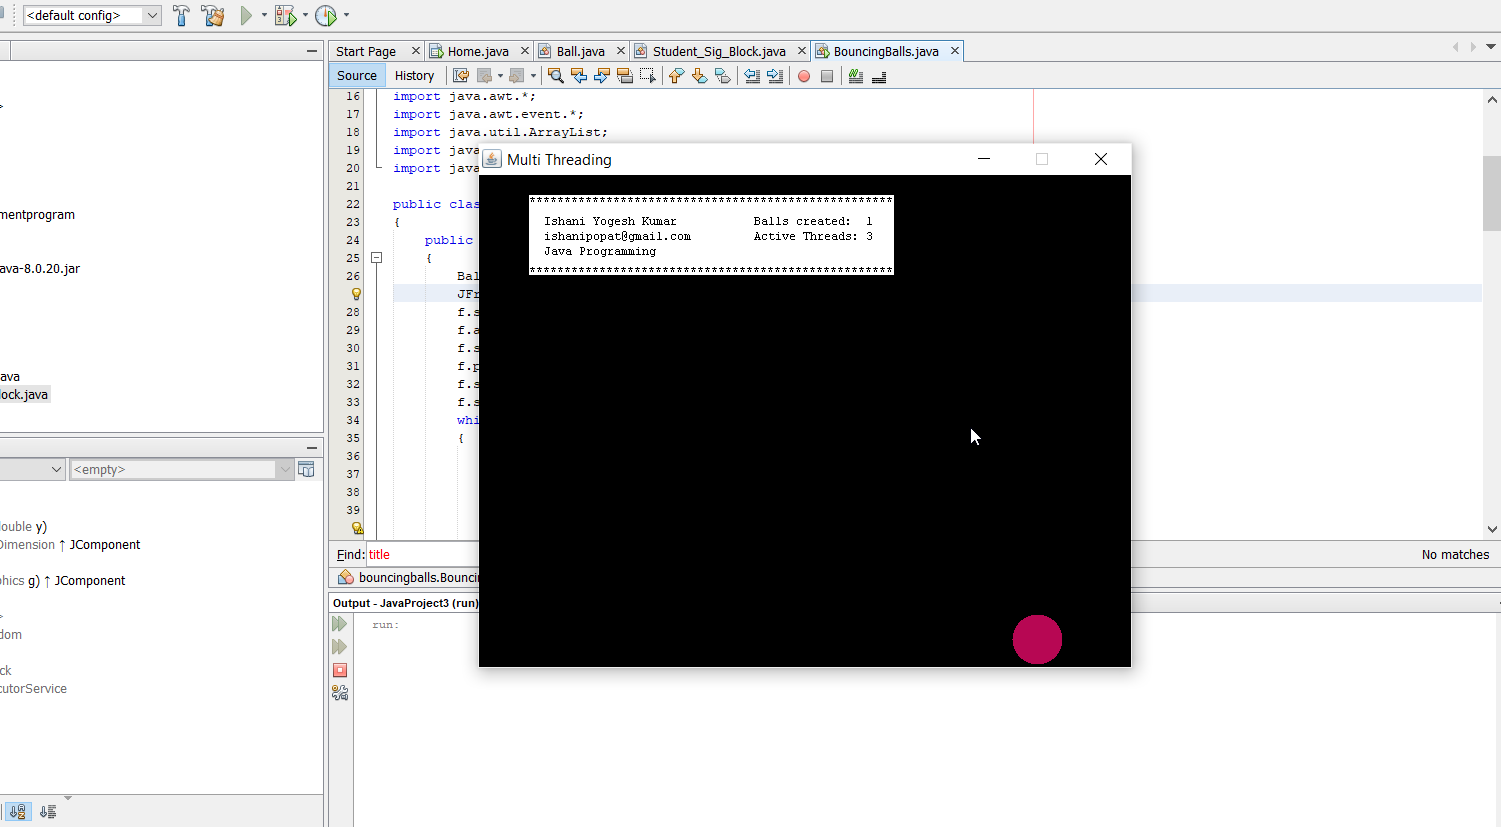 <default config>
Start Page
Home.java
Ball.java
Student_Sig_Block.java
BouncingBalls.java
Source
History
16 import java.awt.*;
17 import java.awt.event.*;
18 import java.util.ArrayList;
19 import java
20 import java
21
22 public clas
23 {
24 public
25 {
26 Bal
JFr
28 f.s
29 f.a
30 f.s
31 f.p
32 f.s
33 f.s
34 whi
35 {
36
37
38
39
Multi Threading
****************************************************
Ishani Yogesh Kumar Balls created: 1
ishanipopat@gmail.com Active Threads: 3
Java Programming
****************************************************
mentprogram
ava-8.0.20.jar
ava
ock.java
<empty>
ouble y)
Dimension ↑ JComponent
phics g) ↑ JComponent
dom
ck
cutorService
Find: title
No matches
bouncingballs.Bounci
Output - JavaProject3 (run)
run: